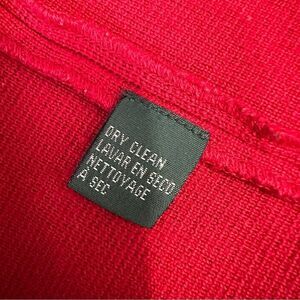 DRY CLEAN
LAVAR EN SECO
NETTOYAGE
A SEC